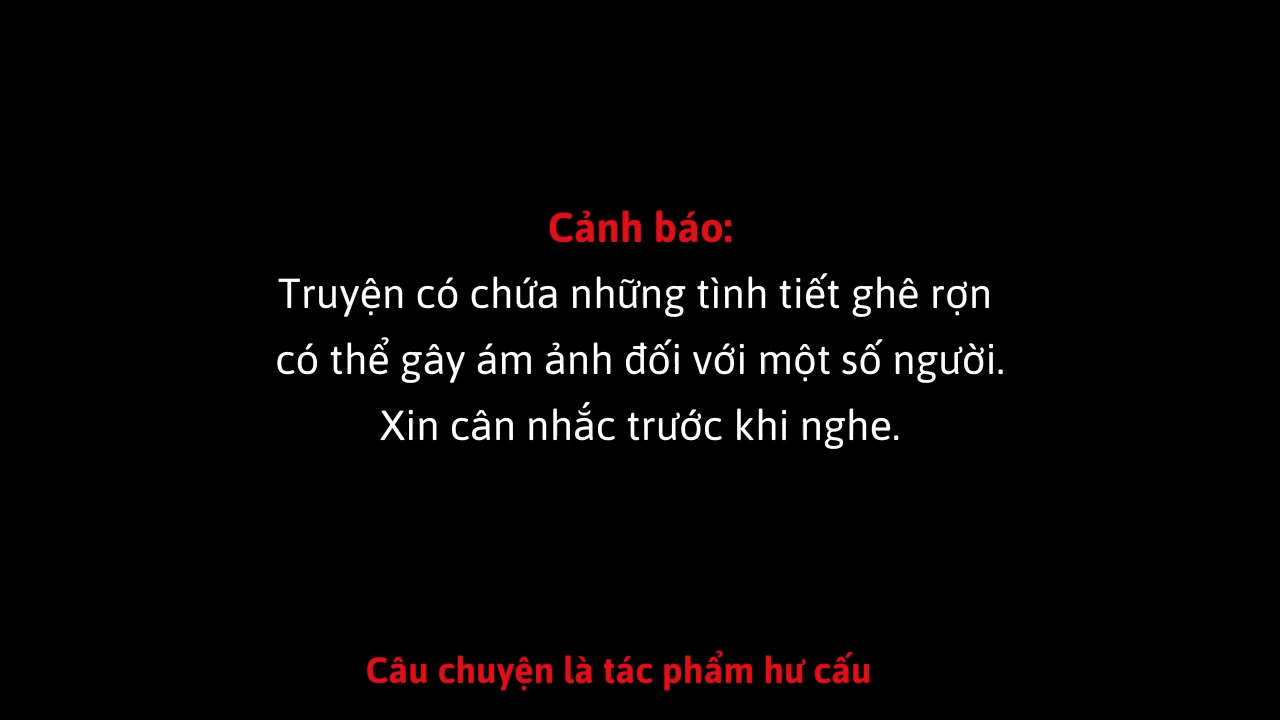 Cảnh báo:
Truyện có chứa những tình tiết ghê rợn
có thể gây ám ảnh đối với một số người.
Xin cân nhắc trước khi nghe.
Câu chuyện là tác phẩm hư cấu